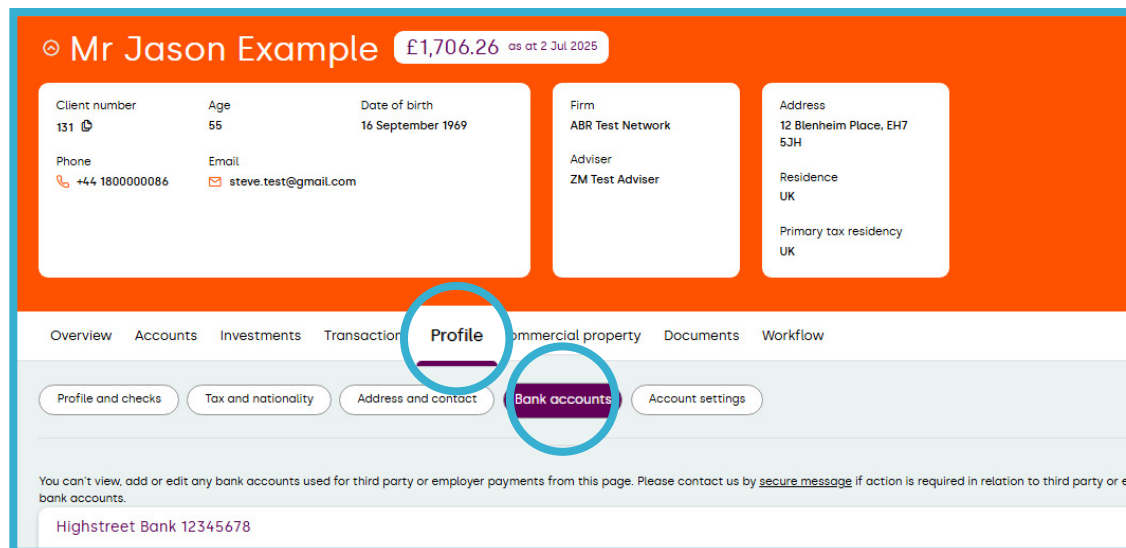 Mr Jason Example £1,706.26 as at 2 Jul 2025
Client number Age Date of birth
131 55 16 September 1969
Phone Email
+44 1800000086 steve.test@gmail.com
Firm
ABR Test Network
Adviser
ZM Test Adviser
Address
12 Blenheim Place, EH7
5JH
Residence
UK
Primary tax residency
UK
Overview Accounts Investments Transaction Profile ommercial property Documents Workflow
Profile and checks Tax and nationality Address and contact Bank accounts Account settings
You can't view, add or edit any bank accounts used for third party or employer payments from this page. Please contact us by secure message if action is required in relation to third party or e
bank accounts.
Highstreet Bank 12345678